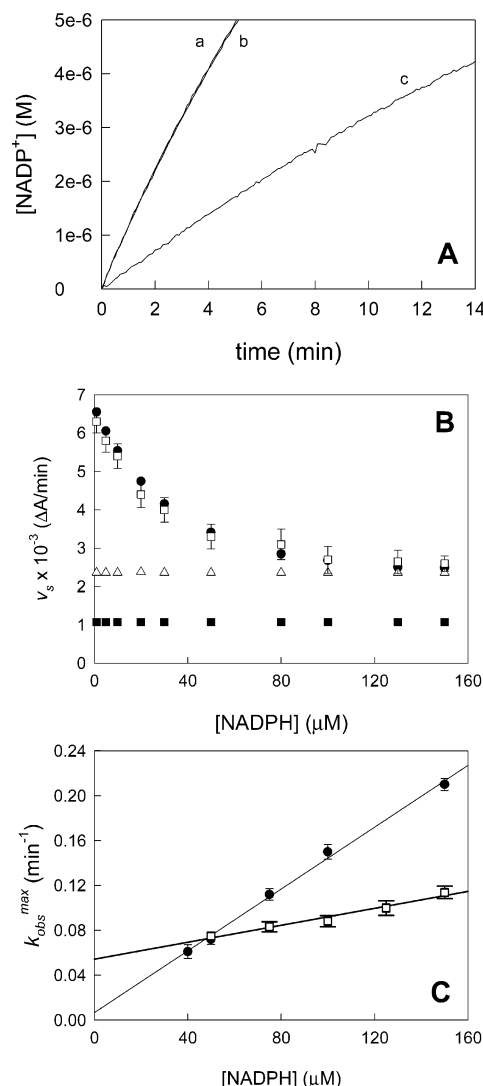 5e-6
4e-6
3e-6
2e-6
1e-6
0
[NADP⁺] (M)
a
b
c
A
0 2 4 6 8 10 12 14
time (min)
7
6
5
4
3
2
1
0
vₛ x 10⁻³ (ΔA/min)
B
0 40 80 120 160
[NADPH] (μM)
0.24
0.20
0.16
0.12
0.08
0.04
0.00
k_obs^max (min⁻¹)
C
0 40 80 120 160
[NADPH] (μM)